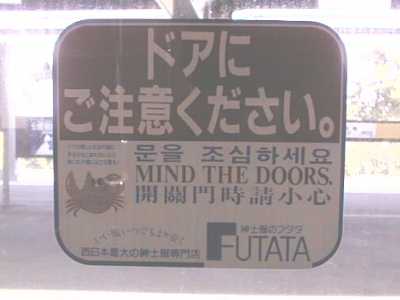 ドアに
ご注意ください。
문을 조심하세요
MIND THE DOORS.
開關門時請小心
西日本最大の紳士服専門店
紳士服のフタタ
FUTATA